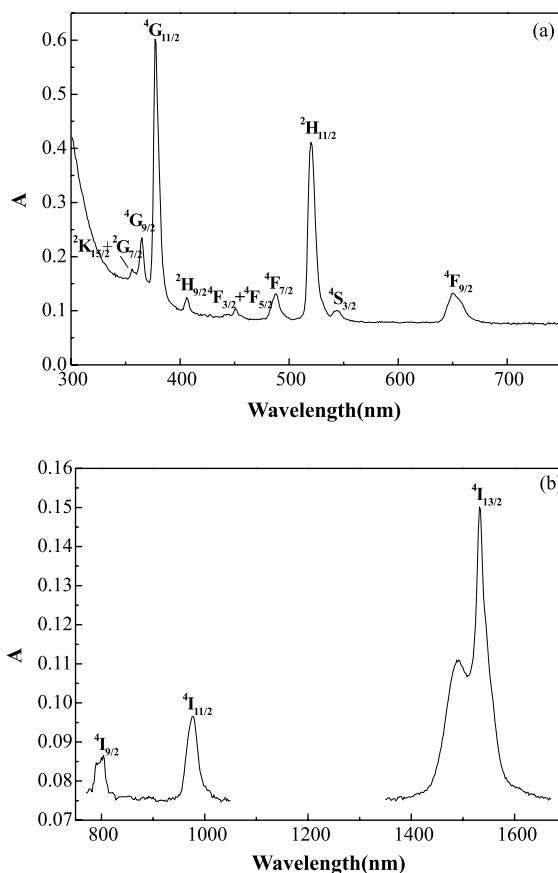 (a)
⁴G₁₁/₂
²H₁₁/₂
⁴G₉/₂
²K₁₅/₂+²G₇/₂
²H₉/₂ ⁴F₃/₂+⁴F₅/₂ ⁴F₇/₂ ⁴S₃/₂ ⁴F₉/₂
A
0.6
0.5
0.4
0.3
0.2
0.1
0.0
300 400 500 600 700
Wavelength(nm)
(b)
⁴I₁₃/₂
⁴I₁₁/₂
⁴I₉/₂
A
0.16
0.15
0.14
0.13
0.12
0.11
0.10
0.09
0.08
0.07
800 1000 1200 1400 1600
Wavelength(nm)